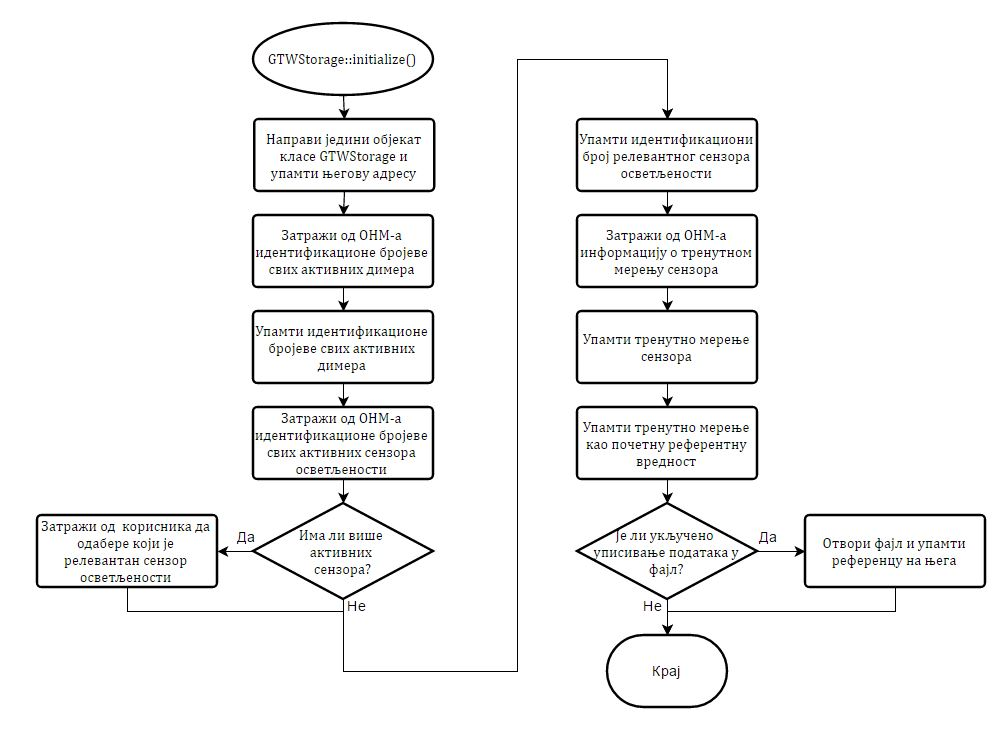 GTWStorage::initialize()
Направи једини објекат
класе GTWStorage и
упамти његову адресу
Затражи од ОНМ-а
идентификационе бројеве
свих активних димера
Упамти идентификационе
бројеве свих активних
димера
Затражи од ОНМ-а
идентификационе бројеве
свих активних сензора
осветљености
Има ли више
активних
сензора?
Да
Затражи од  корисника да
одабере који је
релевантан сензор
осветљености
Не
Упамти идентификациони
број релевантног сензора
осветљености
Затражи од ОНМ-а
информацију о тренутном
мерењу сензора
Упамти тренутно мерење
сензора
Упамти тренутно мерење
као почетну референтну
вредност
Је ли укључено
уписивање података у
фајл?
Да
Отвори фајл и упамти
референцу на њега
Не
Крај